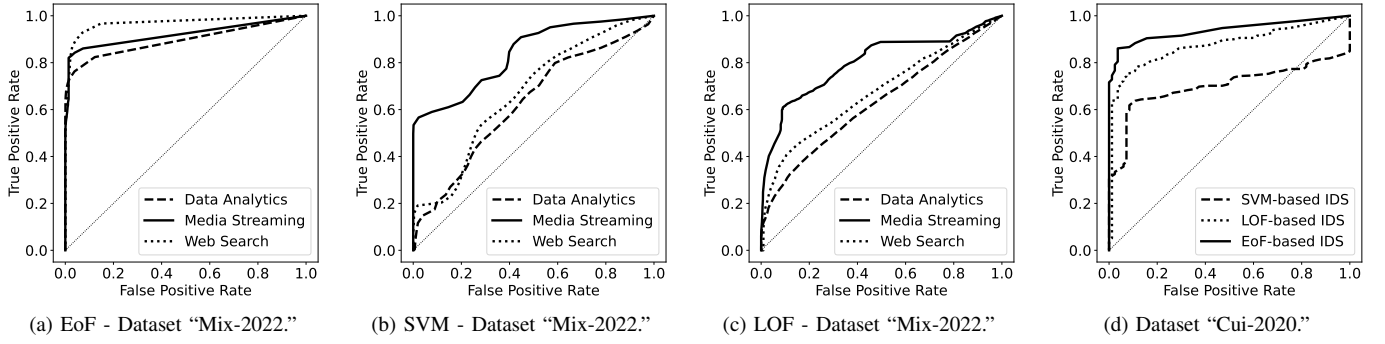 True Positive Rate
1.0
0.8
0.6
0.4
0.2
0.0
0.0 0.2 0.4 0.6 0.8 1.0
False Positive Rate
Data Analytics
Media Streaming
Web Search
(a) EoF - Dataset “Mix-2022.”
True Positive Rate
1.0
0.8
0.6
0.4
0.2
0.0
0.0 0.2 0.4 0.6 0.8 1.0
False Positive Rate
Data Analytics
Media Streaming
Web Search
(b) SVM - Dataset “Mix-2022.”
True Positive Rate
1.0
0.8
0.6
0.4
0.2
0.0
0.0 0.2 0.4 0.6 0.8 1.0
False Positive Rate
Data Analytics
Media Streaming
Web Search
(c) LOF - Dataset “Mix-2022.”
True Positive Rate
1.0
0.8
0.6
0.4
0.2
0.0
0.0 0.2 0.4 0.6 0.8 1.0
False Positive Rate
SVM-based IDS
LOF-based IDS
EoF-based IDS
(d) Dataset “Cui-2020.”